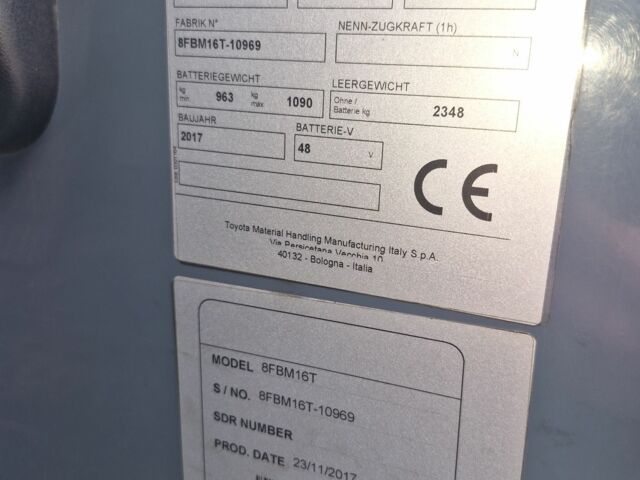 FABRIK N°
NENN-ZUGKRAFT (1h)
8FBM16T-10969
N
BATTERIEGEWICHT
LEERGEWICHT
kg min 963 kg max 1090
Ohne / Batterie kg 2348
BAUJAHR
BATTERIE-V
2017
48 V
CE
Toyota Material Handling Manufacturing Italy S.p.A.
Via Persicetana Vecchia 10
40132 - Bologna - Italia
MODEL 8FBM16T
S / NO. 8FBM16T-10969
SDR NUMBER
PROD. DATE 23/11/2017